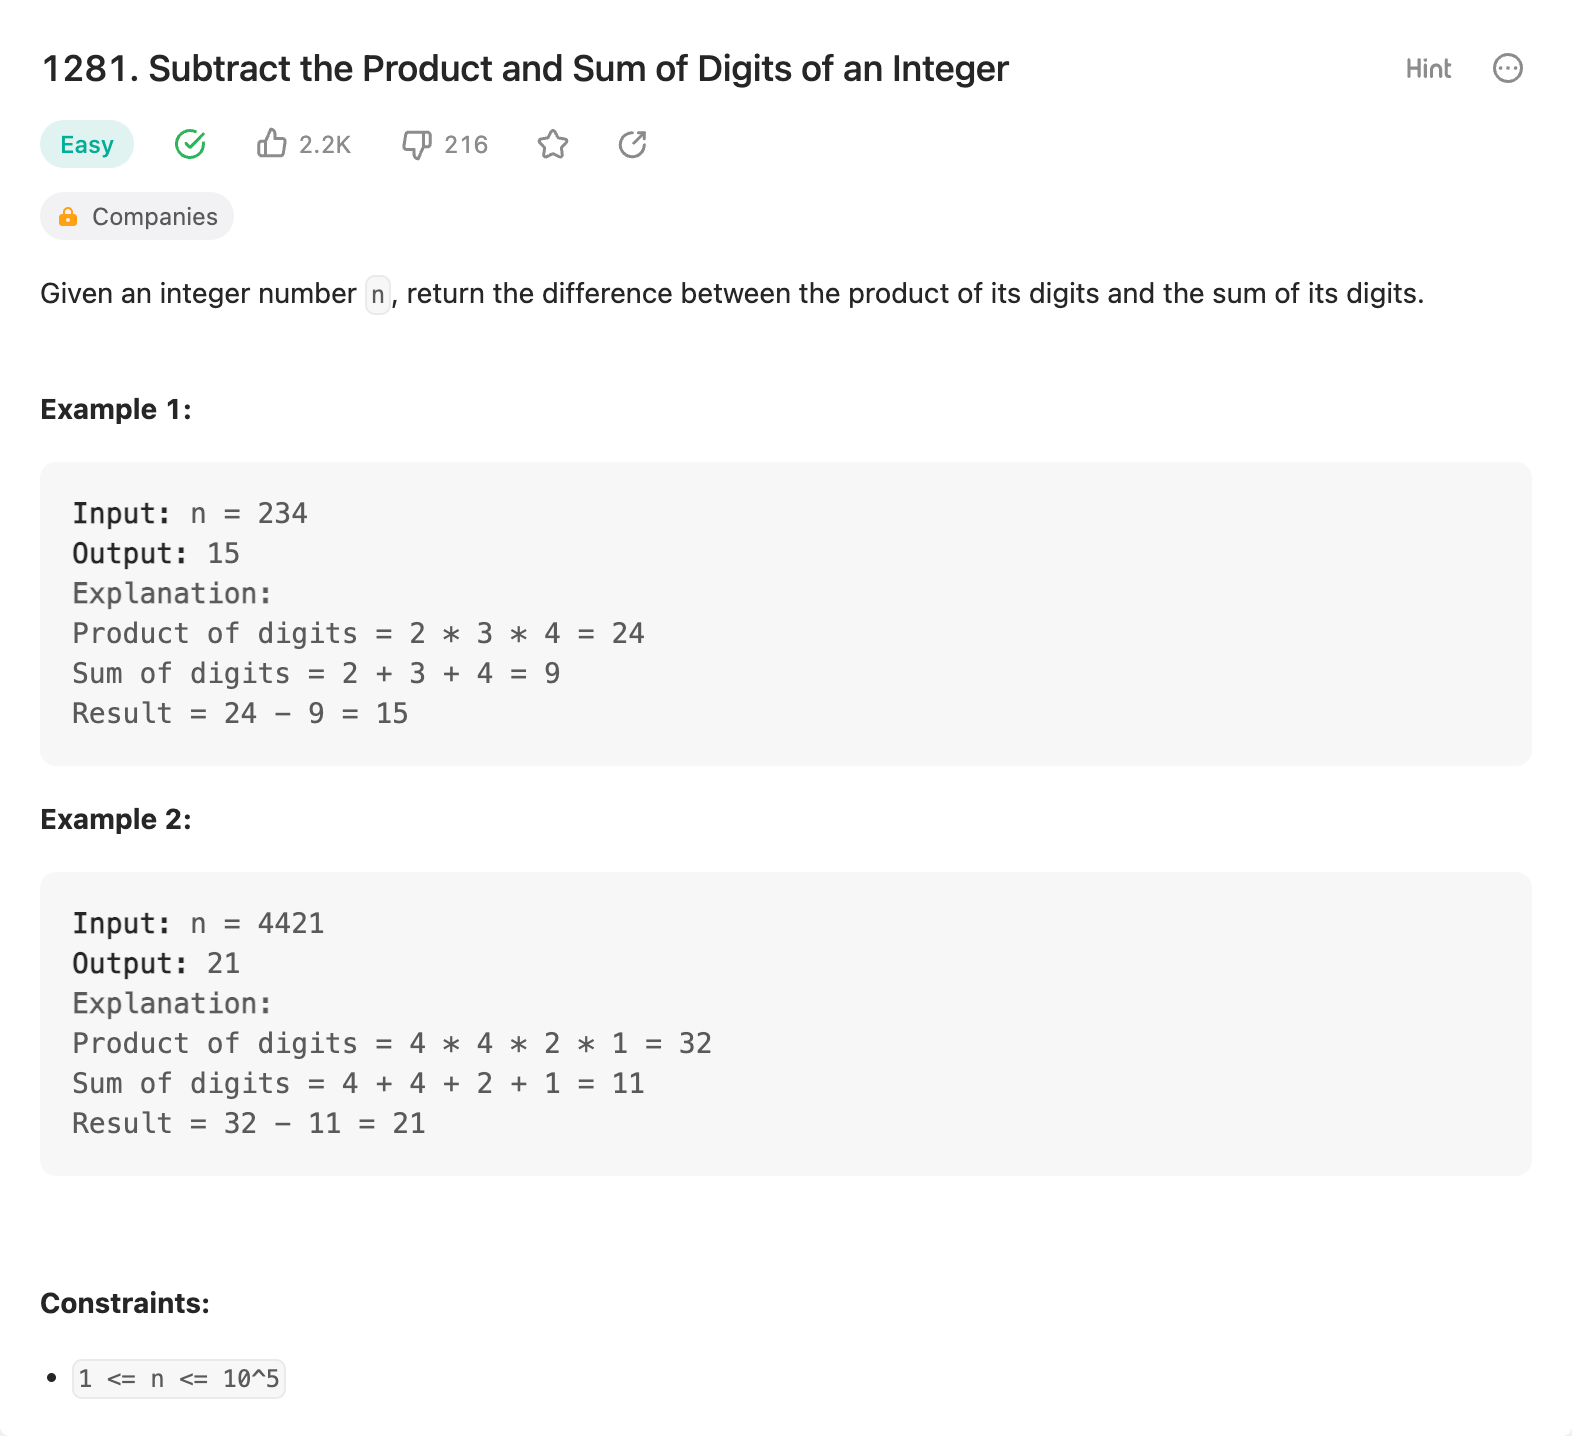 1281. Subtract the Product and Sum of Digits of an Integer
Hint
Easy
2.2K
216
Companies
Given an integer number n, return the difference between the product of its digits and the sum of its digits.
Example 1:
Input: n = 234
Output: 15
Explanation:
Product of digits = 2 * 3 * 4 = 24
Sum of digits = 2 + 3 + 4 = 9
Result = 24 - 9 = 15
Example 2:
Input: n = 4421
Output: 21
Explanation:
Product of digits = 4 * 4 * 2 * 1 = 32
Sum of digits = 4 + 4 + 2 + 1 = 11
Result = 32 - 11 = 21
Constraints:
• 1 <= n <= 10^5